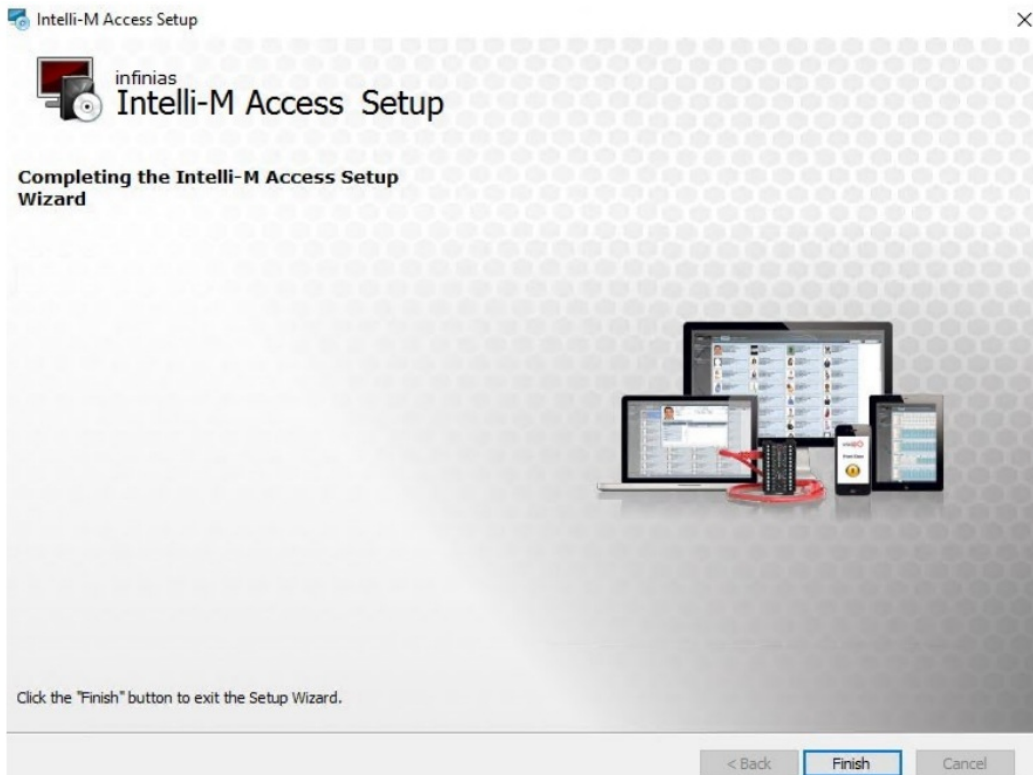 Intelli-M Access Setup
infinias
Intelli-M Access Setup
Completing the Intelli-M Access Setup
Wizard
Click the "Finish" button to exit the Setup Wizard.
< Back
Finish
Cancel